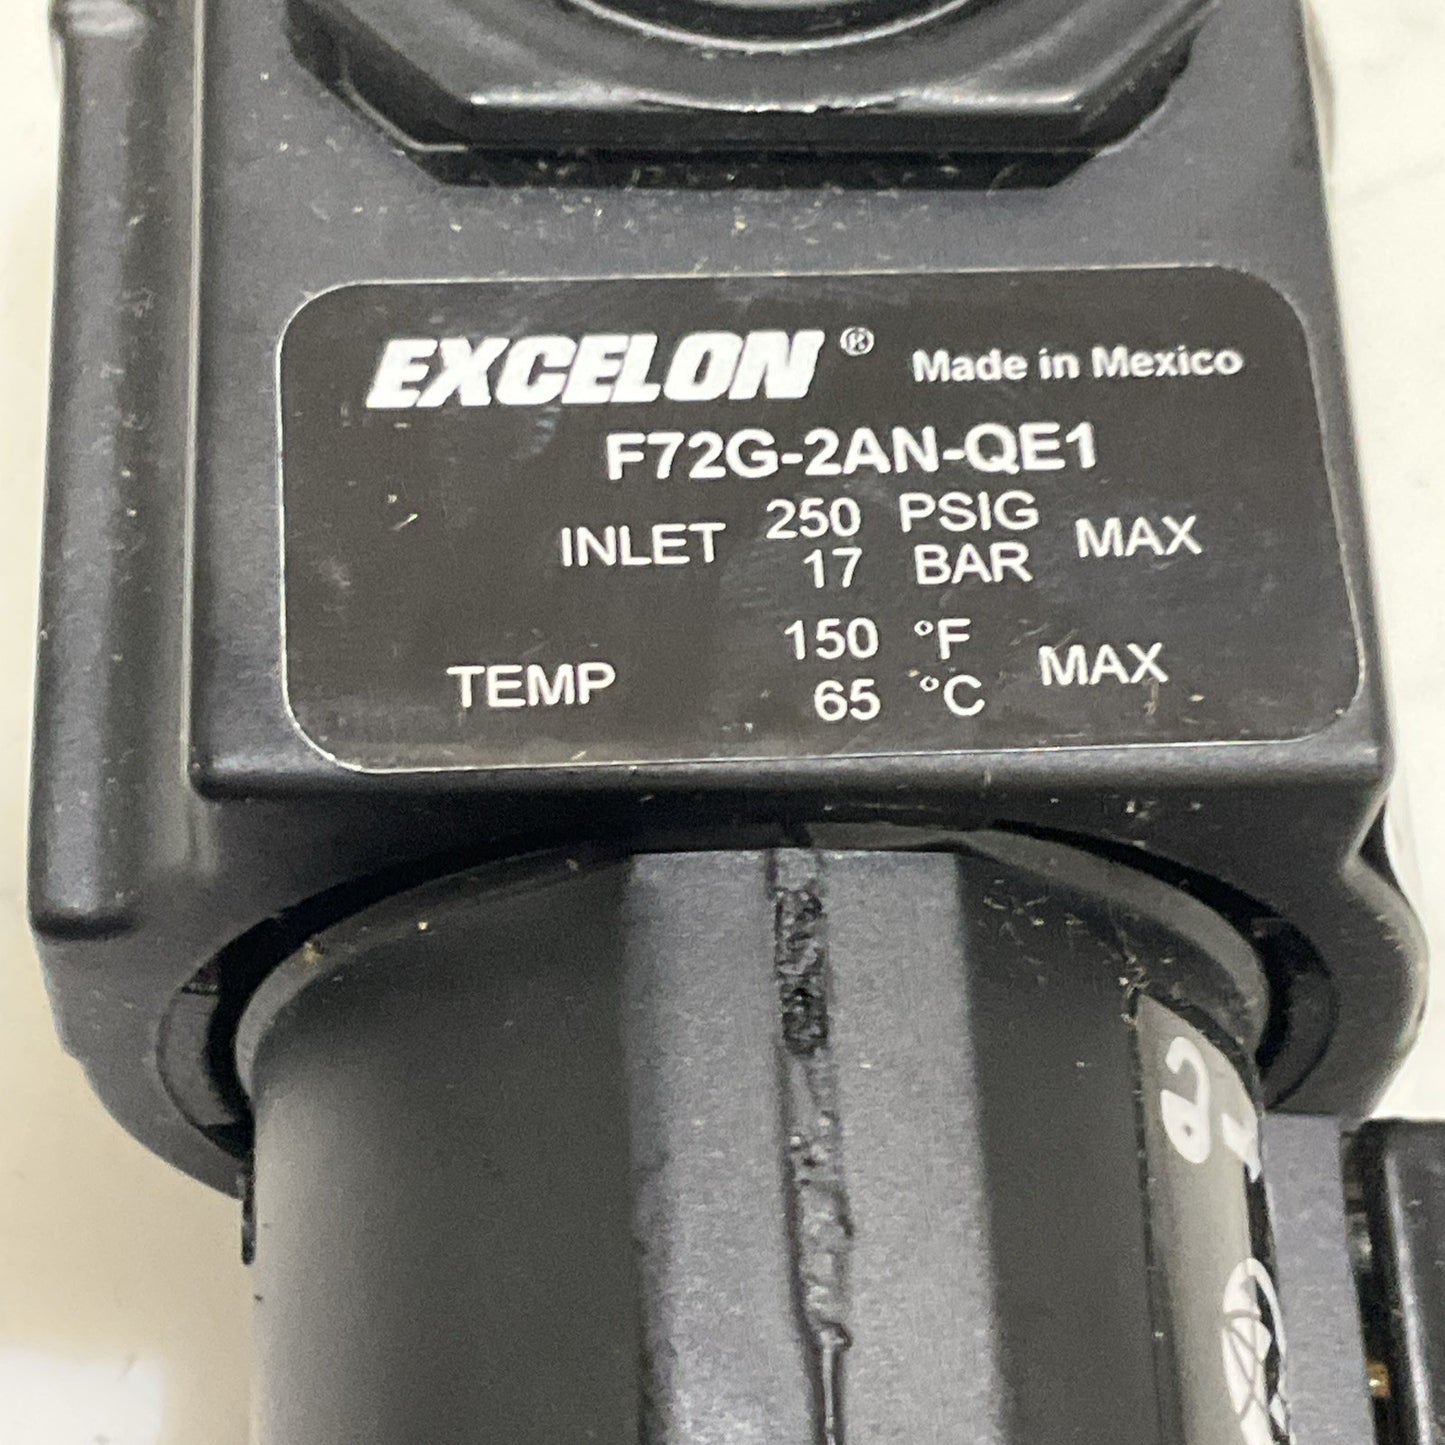 EXCELON® Made in Mexico
F72G-2AN-QE1
INLET 250 PSIG MAX
17 BAR
TEMP 150 °F MAX
65 °C